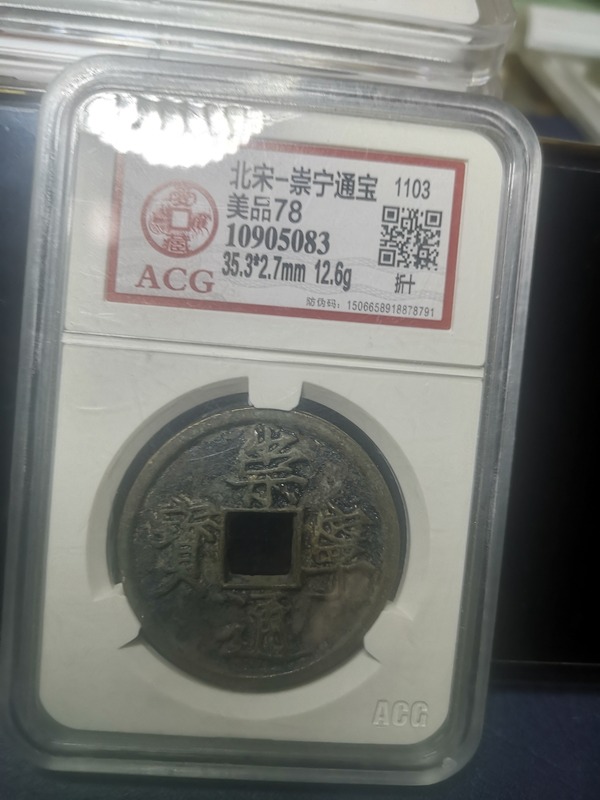 北宋-崇宁通宝 1103
美品78
10905083
35.3*2.7mm 12.6g
折十
防伪码：1506658918878791
ACG
崇
寶 寧
通
ACG